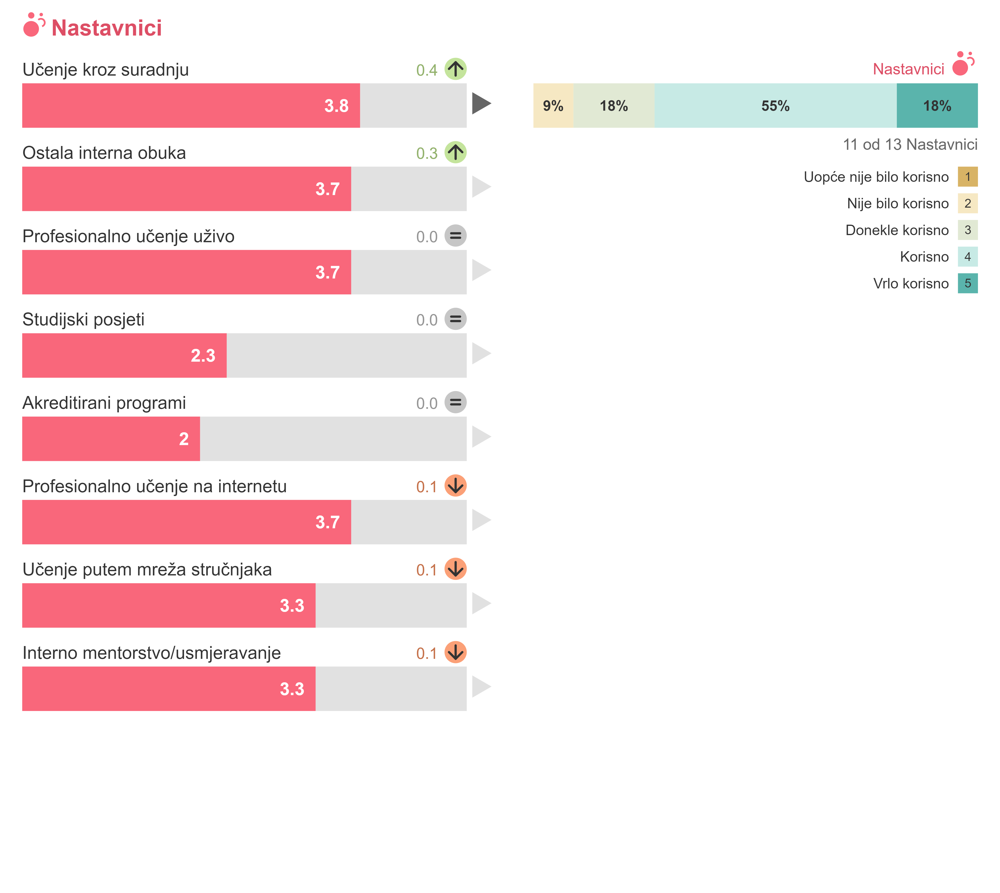 Nastavnici
Učenje kroz suradnju 0.4
3.8
Ostala interna obuka 0.3
3.7
Profesionalno učenje uživo 0.0
3.7
Studijski posjeti 0.0
2.3
Akreditirani programi 0.0
2
Profesionalno učenje na internetu 0.1
3.7
Učenje putem mreža stručnjaka 0.1
3.3
Interno mentorstvo/usmjeravanje 0.1
3.3
Nastavnici
9% 18% 55% 18%
11 od 13 Nastavnici
Uopće nije bilo korisno 1
Nije bilo korisno 2
Donekle korisno 3
Korisno 4
Vrlo korisno 5